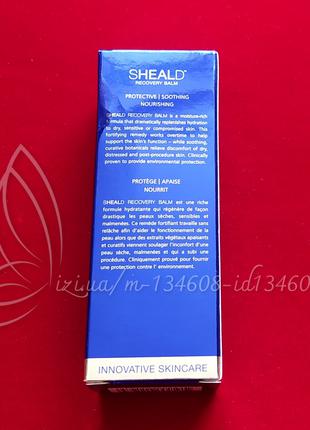 SHEALD™
RECOVERY BALM
PROTECTIVE | SOOTHING
NOURISHING
SHEALD RECOVERY BALM is a moisture-rich
formula that dramatically replenishes hydration
to dry, sensitive or compromised skin. This
fortifying remedy works overtime to help
support the skin's function – while soothing,
curative botanicals relieve discomfort of dry,
distressed and post-procedure skin. Clinically
proven to provide environmental protection.
PROTÈGE | APAISE
NOURRIT
SHEALD RECOVERY BALM est une riche
formule hydratante qui régénère de façon
drastique les peaux sèches, sensibles et
malmenées. Ce remède fortifiant travaille sans
relâche afin d'aider le fonctionnement de la
peau alors que des extraits végétaux apaisants
et curatifs viennent soulager l'inconfort d'une
peau sèche, malmenées et qui a subi une
procédure. Cliniquement prouvé pour fournir
une protection contre l' environnement.
iziua/m-134608-id13460
INNOVATIVE SKINCARE